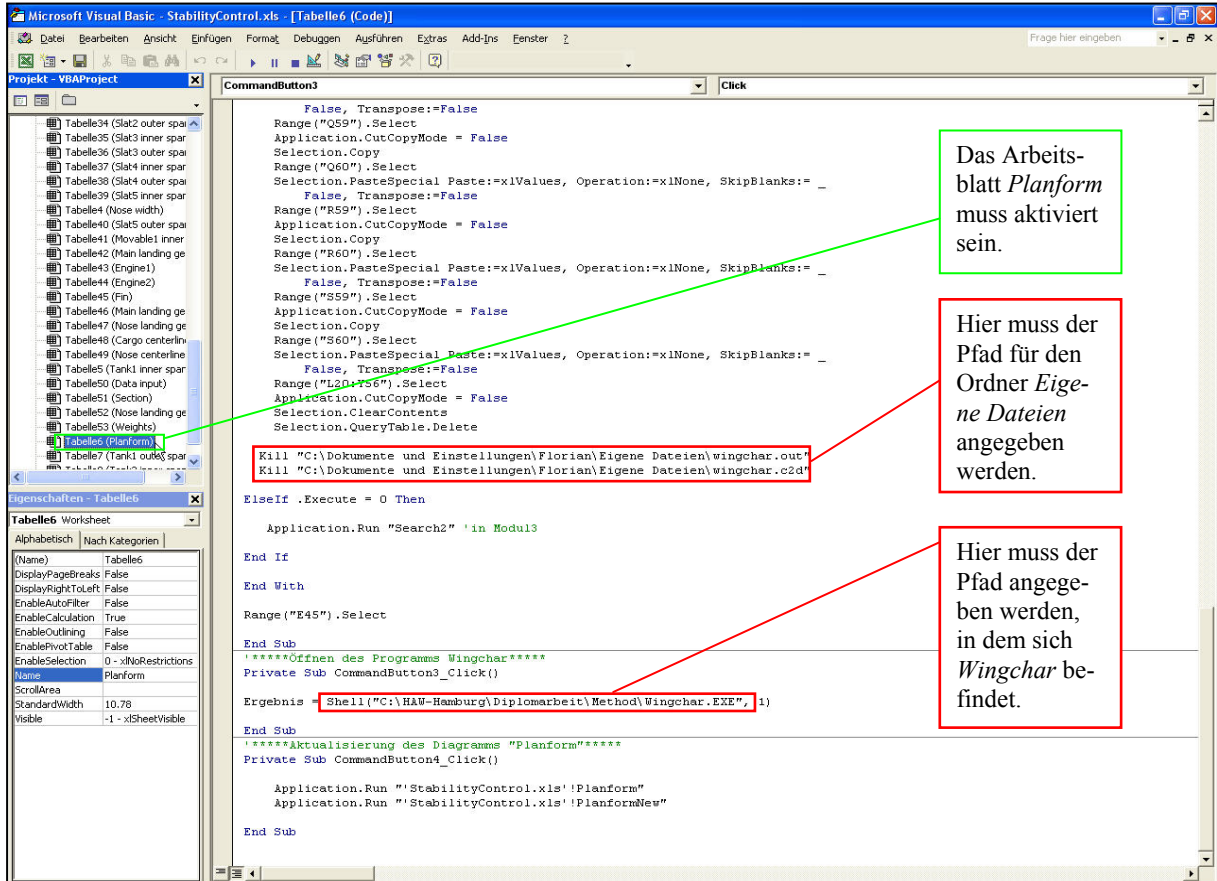 Microsoft Visual Basic - StabilityControl.xls - [Tabelle6 (Code)]
Datei Bearbeiten Ansicht Einfügen Format Debuggen Ausführen Extras Add-Ins Fenster ?
Frage hier eingeben
Projekt - VBAProject
Tabelle34 (Slat2 outer spa
Tabelle35 (Slat3 inner spar
Tabelle36 (Slat3 outer spa
Tabelle37 (Slat4 inner spar
Tabelle38 (Slat4 outer spa
Tabelle39 (Slat5 inner spar
Tabelle4 (Nose width)
Tabelle40 (Slat5 outer spa
Tabelle41 (Movable1 inner
Tabelle42 (Main landing ge
Tabelle43 (Engine1)
Tabelle44 (Engine2)
Tabelle45 (Fin)
Tabelle46 (Main landing ge
Tabelle47 (Nose landing ge
Tabelle48 (Cargo centerlin
Tabelle49 (Nose centerline
Tabelle5 (Tank1 inner spar
Tabelle50 (Data input)
Tabelle51 (Section)
Tabelle52 (Nose landing ge
Tabelle53 (Weights)
Tabelle6 (Planform)
Tabelle7 (Tank1 outer spar
Eigenschaften - Tabelle6
Tabelle6 Worksheet
Alphabetisch Nach Kategorien
(Name) Tabelle6
DisplayPageBreaks False
DisplayRightToLeft False
EnableAutoFilter False
EnableCalculation True
EnableOutlining False
EnablePivotTable False
EnableSelection 0 - xlNoRestrictions
Name Planform
ScrollArea
StandardWidth 10.78
Visible -1 - xlSheetVisible
CommandButton3 Click
False, Transpose:=False
Range("Q59").Select
Application.CutCopyMode = False
Selection.Copy
Range("Q60").Select
Selection.PasteSpecial Paste:=xlValues, Operation:=xlNone, SkipBlanks:= _
False, Transpose:=False
Range("R59").Select
Application.CutCopyMode = False
Selection.Copy
Range("R60").Select
Selection.PasteSpecial Paste:=xlValues, Operation:=xlNone, SkipBlanks:= _
False, Transpose:=False
Range("S59").Select
Application.CutCopyMode = False
Selection.Copy
Range("S60").Select
Selection.PasteSpecial Paste:=xlValues, Operation:=xlNone, SkipBlanks:= _
False, Transpose:=False
Range("L20:Y56").Select
Application.CutCopyMode = False
Selection.ClearContents
Selection.QueryTable.Delete
Kill "C:\Dokumente und Einstellungen\Florian\Eigene Dateien\wingchar.out"
Kill "C:\Dokumente und Einstellungen\Florian\Eigene Dateien\wingchar.c2d"
ElseIf .Execute = 0 Then
Application.Run "Search2" 'in Modul3
End If
End With
Range("E45").Select
End Sub
'*****Öffnen des Programms Wingchar*****
Private Sub CommandButton3_Click()
Ergebnis = Shell("C:\HAW-Hamburg\Diplomarbeit\Method\Wingchar.EXE", 1)
End Sub
'*****Aktualisierung des Diagramms "Planform"*****
Private Sub CommandButton4_Click()
Application.Run "'StabilityControl.xls'!Planform"
Application.Run "'StabilityControl.xls'!PlanformNew"
End Sub
Das Arbeits-
blatt Planform
muss aktiviert
sein.
Hier muss der
Pfad für den
Ordner Eige-
ne Dateien
angegeben
werden.
Hier muss der
Pfad angege-
ben werden,
in dem sich
Wingchar be-
findet.